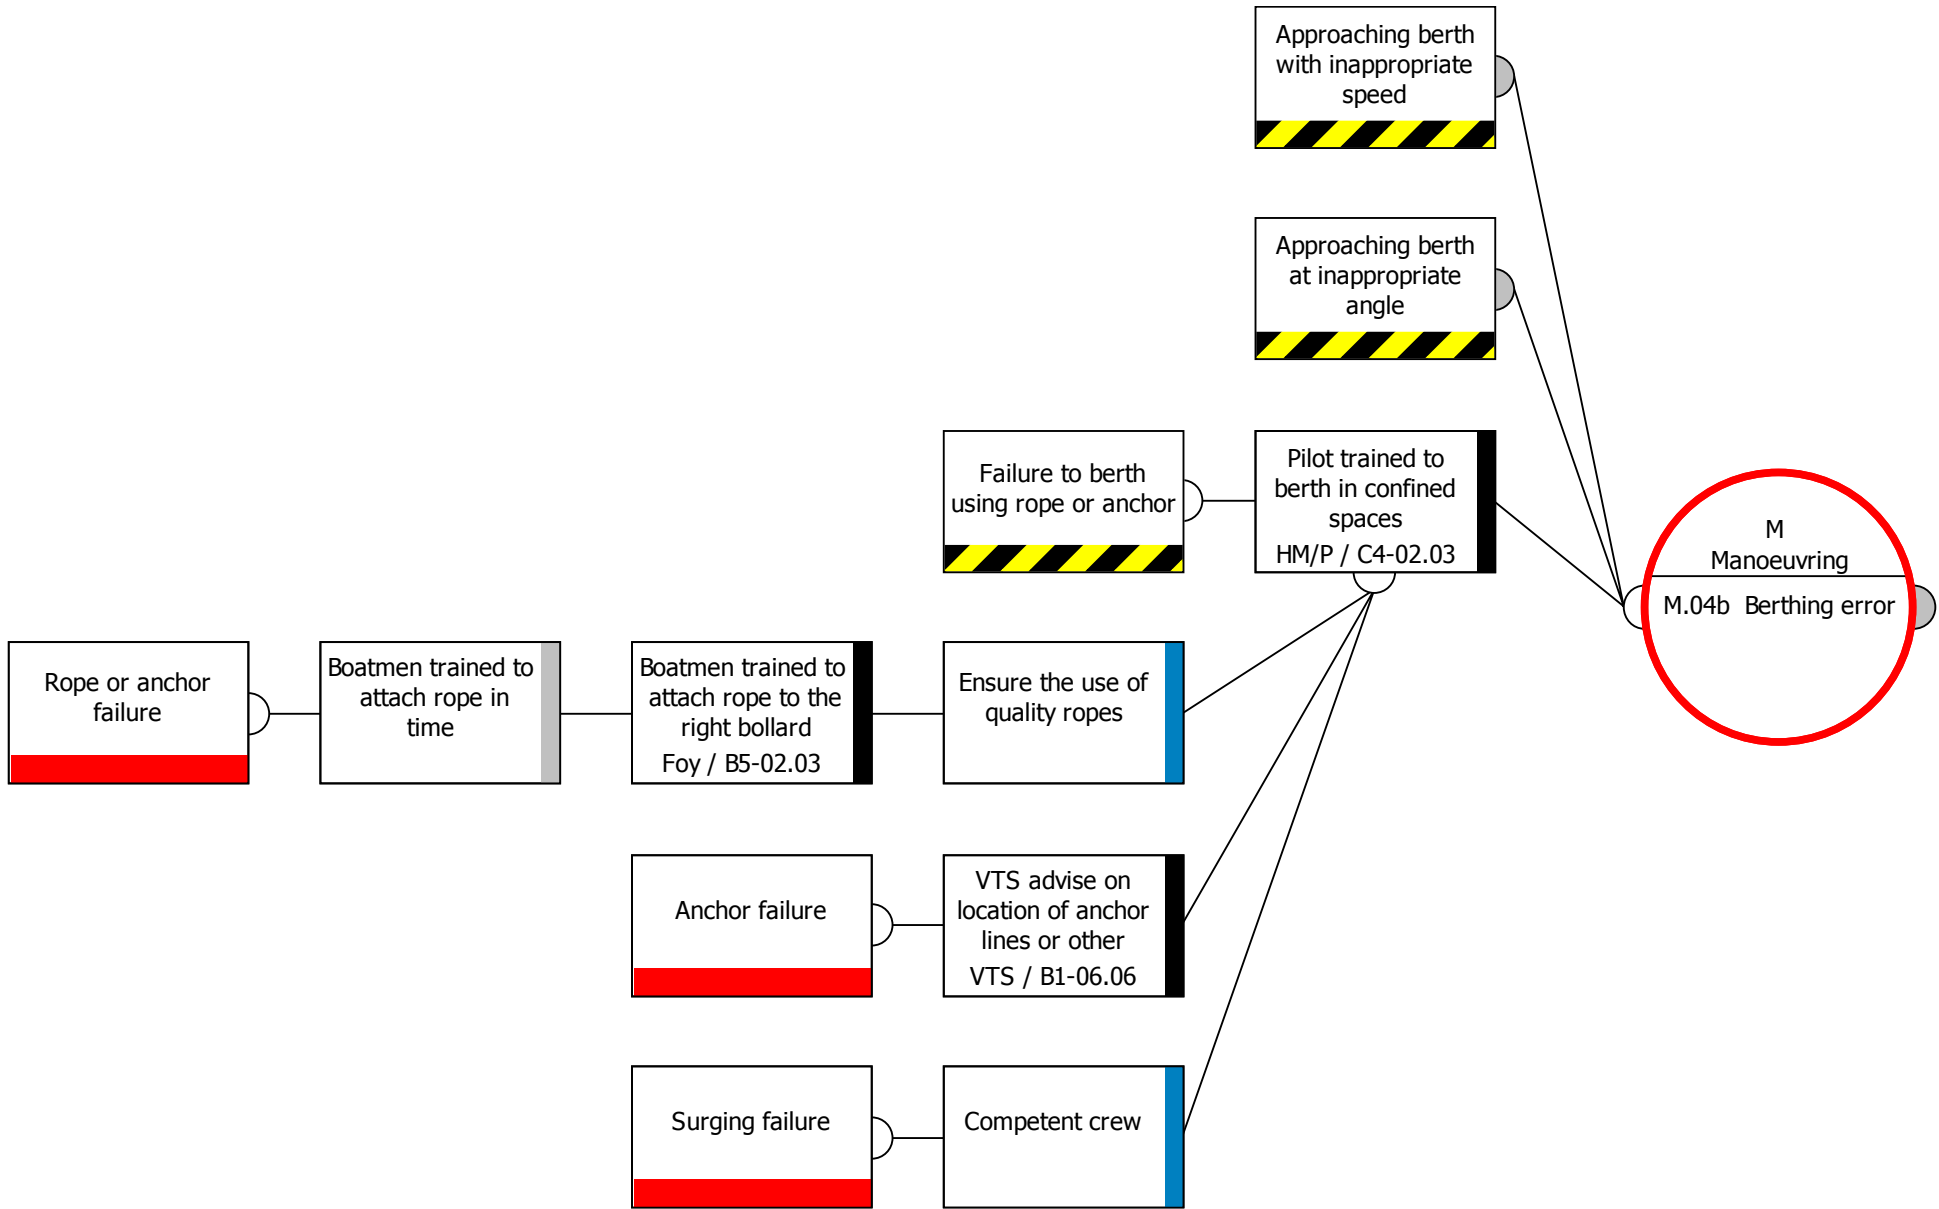 Approaching berth
with inappropriate
speed
Approaching berth
at inappropriate
angle
Failure to berth
using rope or anchor
Pilot trained to
berth in confined
spaces
HM/P / C4-02.03
M
Manoeuvring
M.04b  Berthing error
Rope or anchor
failure
Boatmen trained to
attach rope in
time
Boatmen trained to
attach rope to the
right bollard
Foy / B5-02.03
Ensure the use of
quality ropes
Anchor failure
VTS advise on
location of anchor
lines or other
VTS / B1-06.06
Surging failure
Competent crew